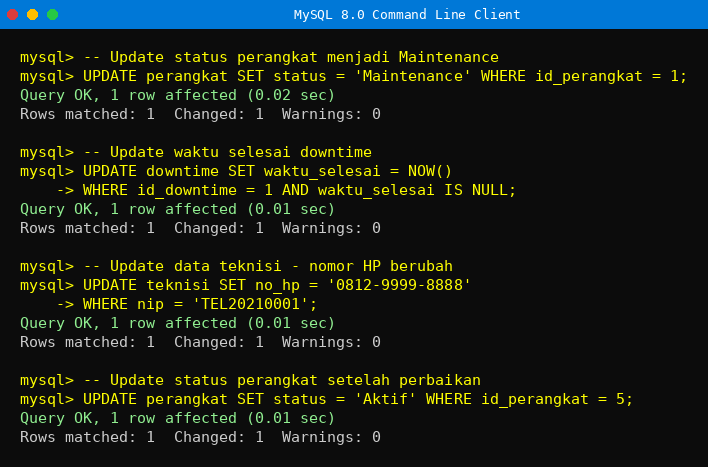 MySQL 8.0 Command Line Client
mysql> -- Update status perangkat menjadi Maintenance
mysql> UPDATE perangkat SET status = 'Maintenance' WHERE id_perangkat = 1;
Query OK, 1 row affected (0.02 sec)
Rows matched: 1  Changed: 1  Warnings: 0
mysql> -- Update waktu selesai downtime
mysql> UPDATE downtime SET waktu_selesai = NOW()
    -> WHERE id_downtime = 1 AND waktu_selesai IS NULL;
Query OK, 1 row affected (0.01 sec)
Rows matched: 1  Changed: 1  Warnings: 0
mysql> -- Update data teknisi - nomor HP berubah
mysql> UPDATE teknisi SET no_hp = '0812-9999-8888'
    -> WHERE nip = 'TEL20210001';
Query OK, 1 row affected (0.01 sec)
Rows matched: 1  Changed: 1  Warnings: 0
mysql> -- Update status perangkat setelah perbaikan
mysql> UPDATE perangkat SET status = 'Aktif' WHERE id_perangkat = 5;
Query OK, 1 row affected (0.01 sec)
Rows matched: 1  Changed: 1  Warnings: 0